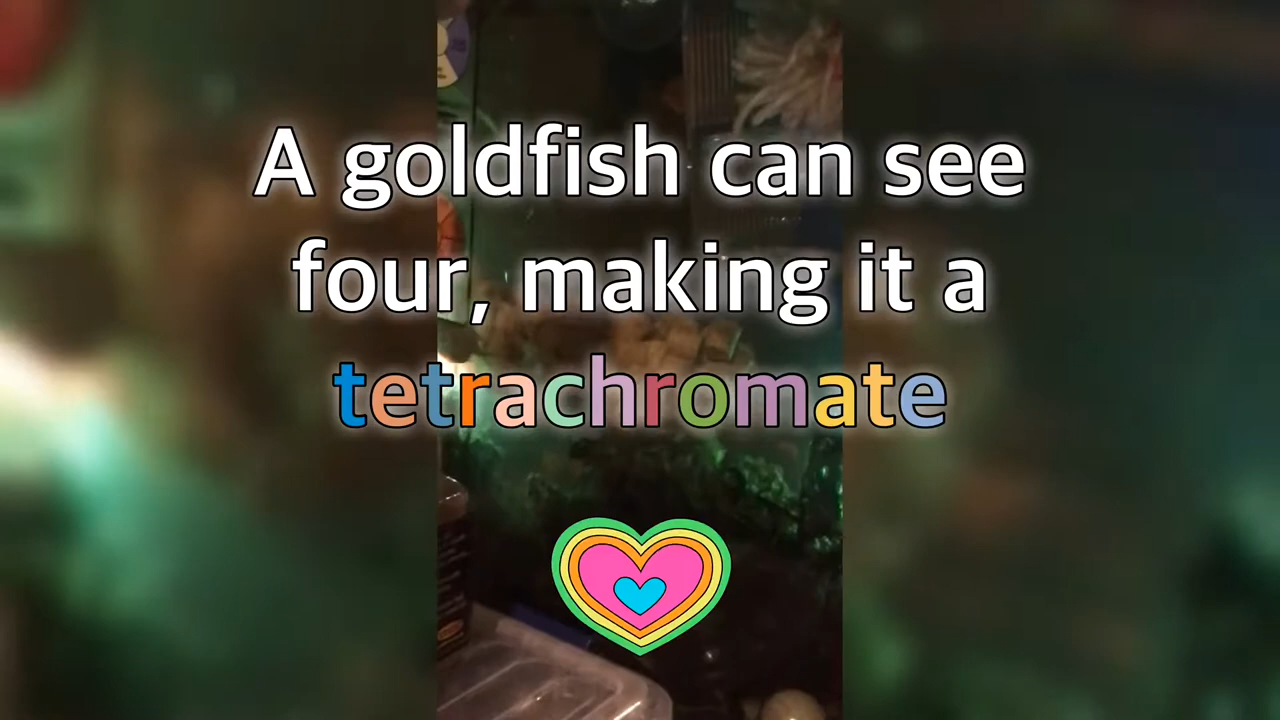 A goldfish can see
four, making it a
tetrachromate